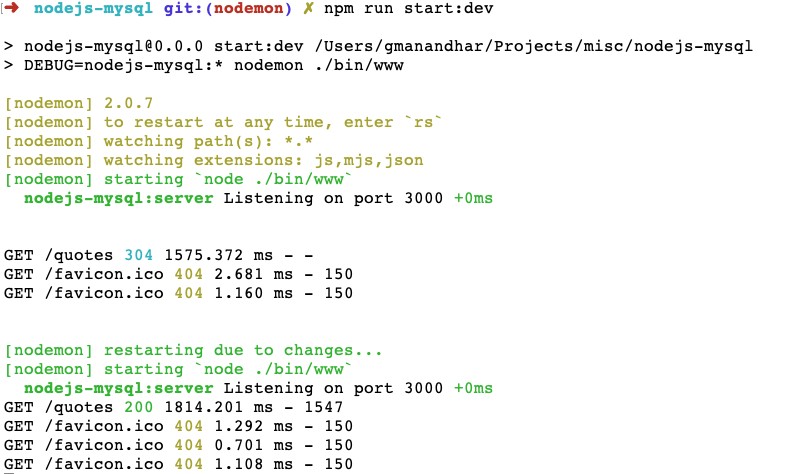 ➜ nodejs-mysql git:(nodemon) ✗ npm run start:dev
> nodejs-mysql@0.0.0 start:dev /Users/gmanandhar/Projects/misc/nodejs-mysql
> DEBUG=nodejs-mysql:* nodemon ./bin/www
[nodemon] 2.0.7
[nodemon] to restart at any time, enter `rs`
[nodemon] watching path(s): *.*
[nodemon] watching extensions: js,mjs,json
[nodemon] starting `node ./bin/www`
nodejs-mysql:server Listening on port 3000 +0ms
GET /quotes 304 1575.372 ms - -
GET /favicon.ico 404 2.681 ms - 150
GET /favicon.ico 404 1.160 ms - 150
[nodemon] restarting due to changes...
[nodemon] starting `node ./bin/www`
nodejs-mysql:server Listening on port 3000 +0ms
GET /quotes 200 1814.201 ms - 1547
GET /favicon.ico 404 1.292 ms - 150
GET /favicon.ico 404 0.701 ms - 150
GET /favicon.ico 404 1.108 ms - 150